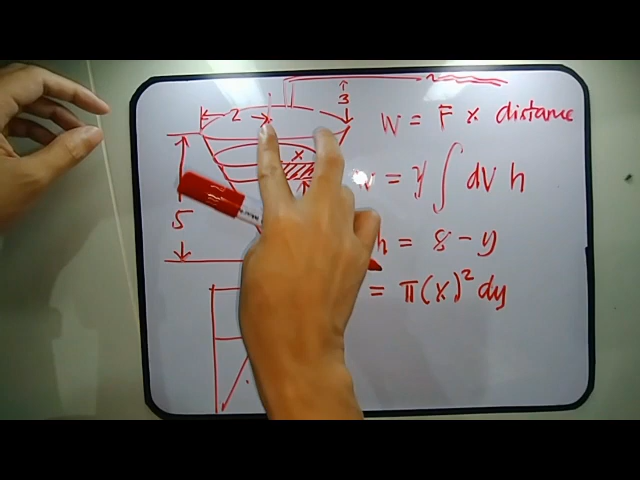 3
2
W = F x distance
x
W = γ ∫ dV h
5
h = 8 - y
= π(x)² dy